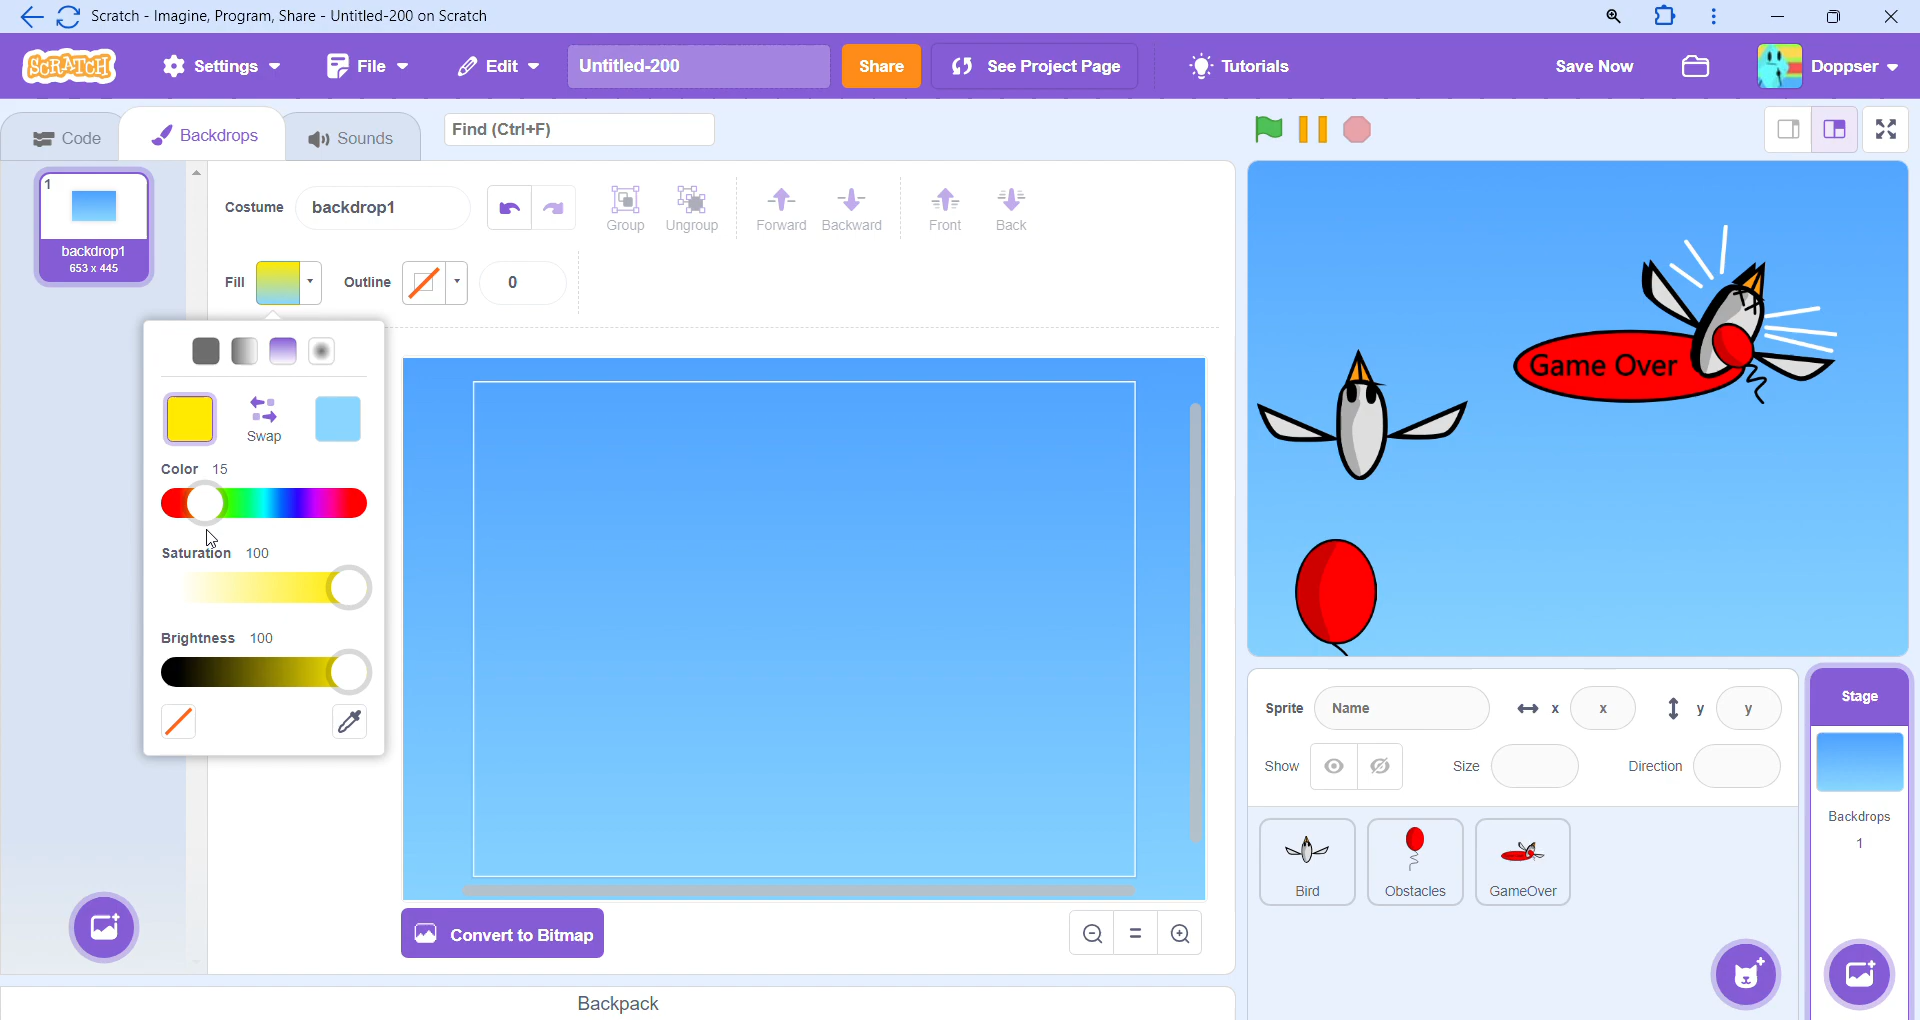 Scratch - Imagine, Program, Share - Untitled-200 on Scratch
SCRATCH Settings File Edit Untitled-200 Share See Project Page Tutorials Save Now Doppser
Code Backdrops Sounds Find (Ctrl+F)
1
backdrop1
653 x 445
Costume backdrop1 Group Ungroup Forward Backward Front Back
Fill Outline 0
Swap
Color 15
Saturation 100
Brightness 100
Convert to Bitmap
Backpack
Game Over
Sprite Name x x y y
Show Size Direction
Bird Obstacles GameOver
Stage
Backdrops
1